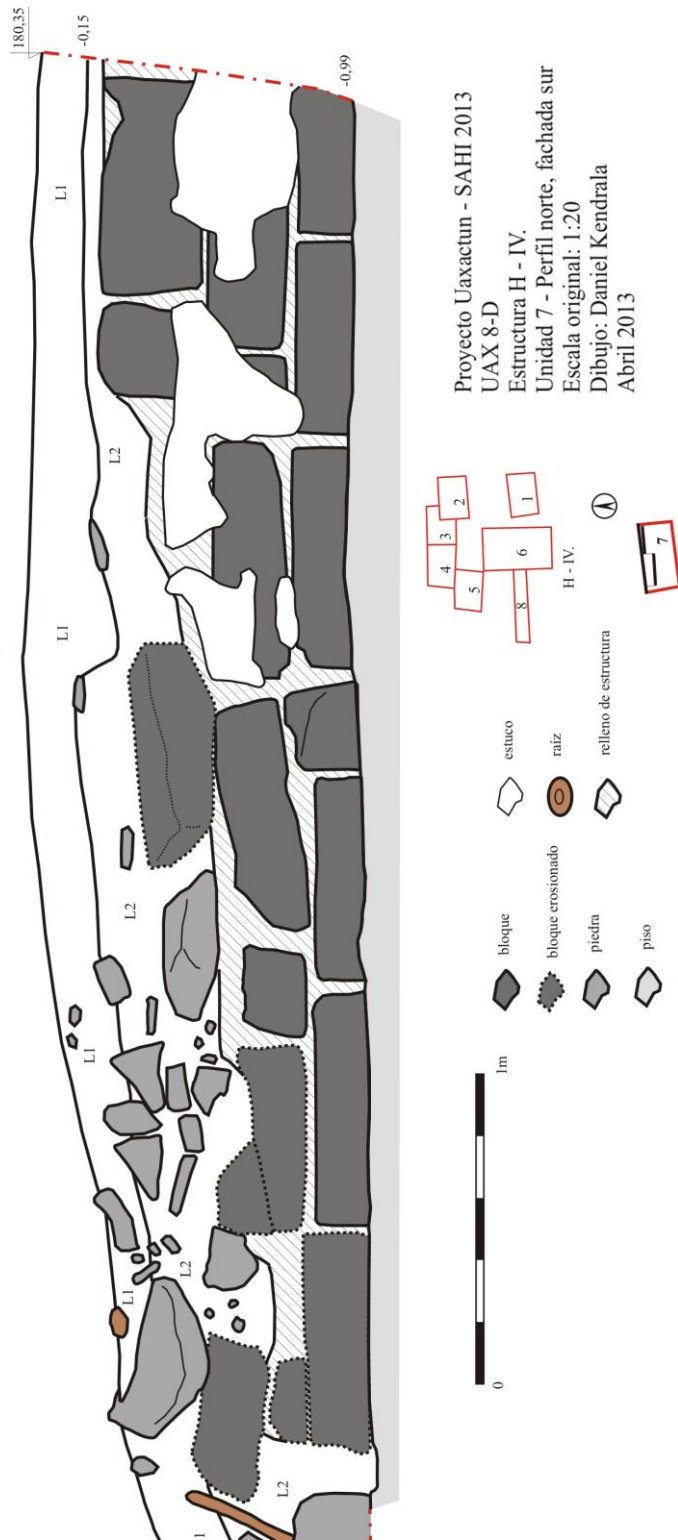 180,35
-0,15
-0,99
L1
L1
L1
L1
L1
L2
L2
L2
L2
Proyecto Uaxactun - SAHI 2013
UAX 8-D
Estructura H - IV.
Unidad 7 - Perfil norte, fachada sur
Escala original: 1:20
Dibujo: Daniel Kendrala
Abril 2013
0
1m
bloque
bloque erosionado
piedra
piso
estuco
raíz
relleno de estructura
4
3
2
5
8
6
1
H - IV.
7